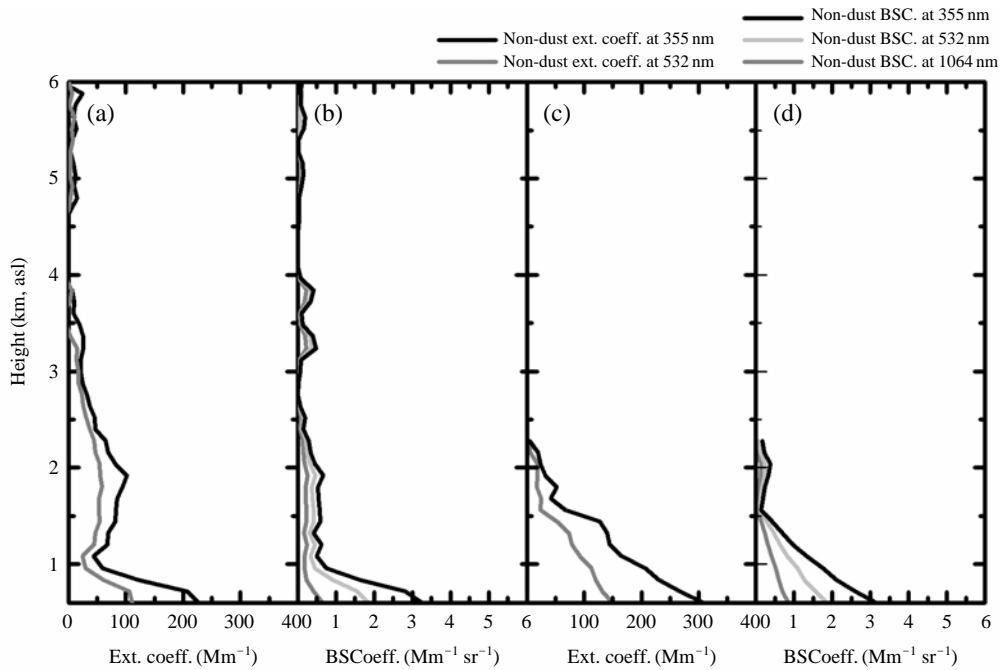 Non-dust BSC. at 355 nm
Non-dust ext. coeff. at 355 nm Non-dust BSC. at 532 nm
Non-dust ext. coeff. at 532 nm Non-dust BSC. at 1064 nm
6
(a) (b) (c) (d)
5
4
Height (km, asl)
3
2
1
0 100 200 300 400 1 2 3 4 5 6 100 200 300 400 1 2 3 4 5 6
Ext. coeff. (Mm⁻¹) BSCoeff. (Mm⁻¹ sr⁻¹) Ext. coeff. (Mm⁻¹) BSCoeff. (Mm⁻¹ sr⁻¹)